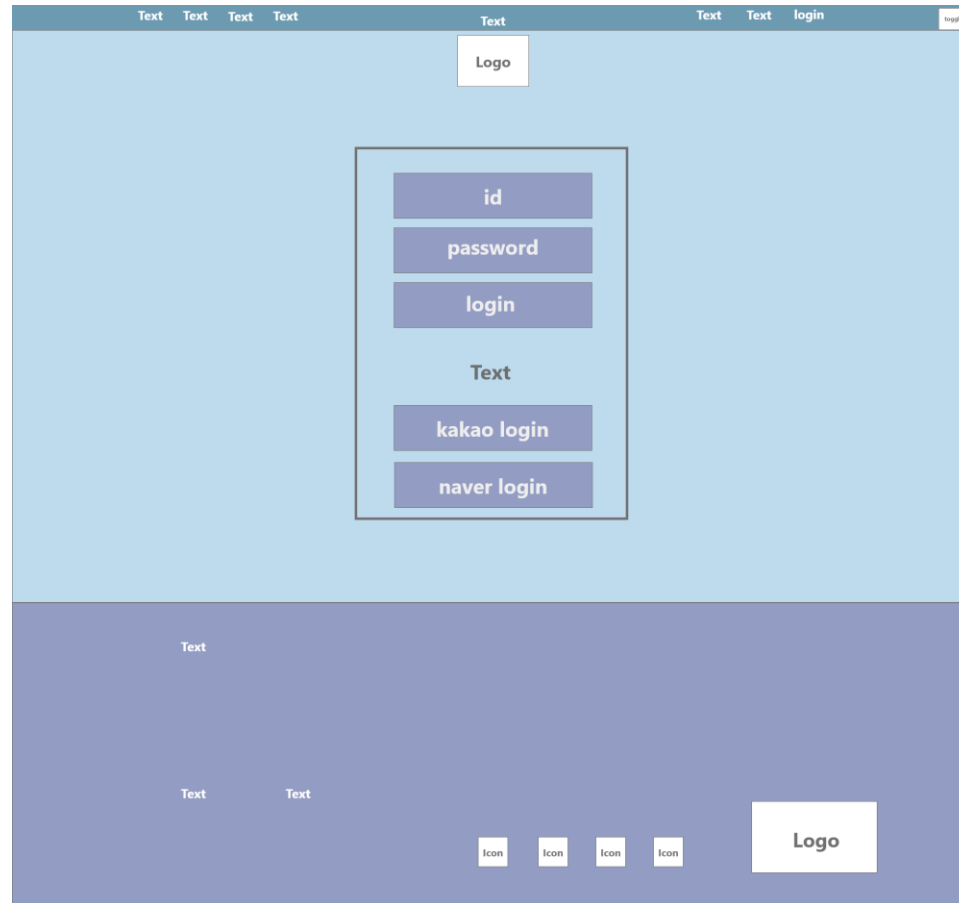 Text Text Text Text Text Text Text login
Logo
id
password
login
Text
kakao login
naver login
Text
Text Text
Icon Icon Icon Icon Logo